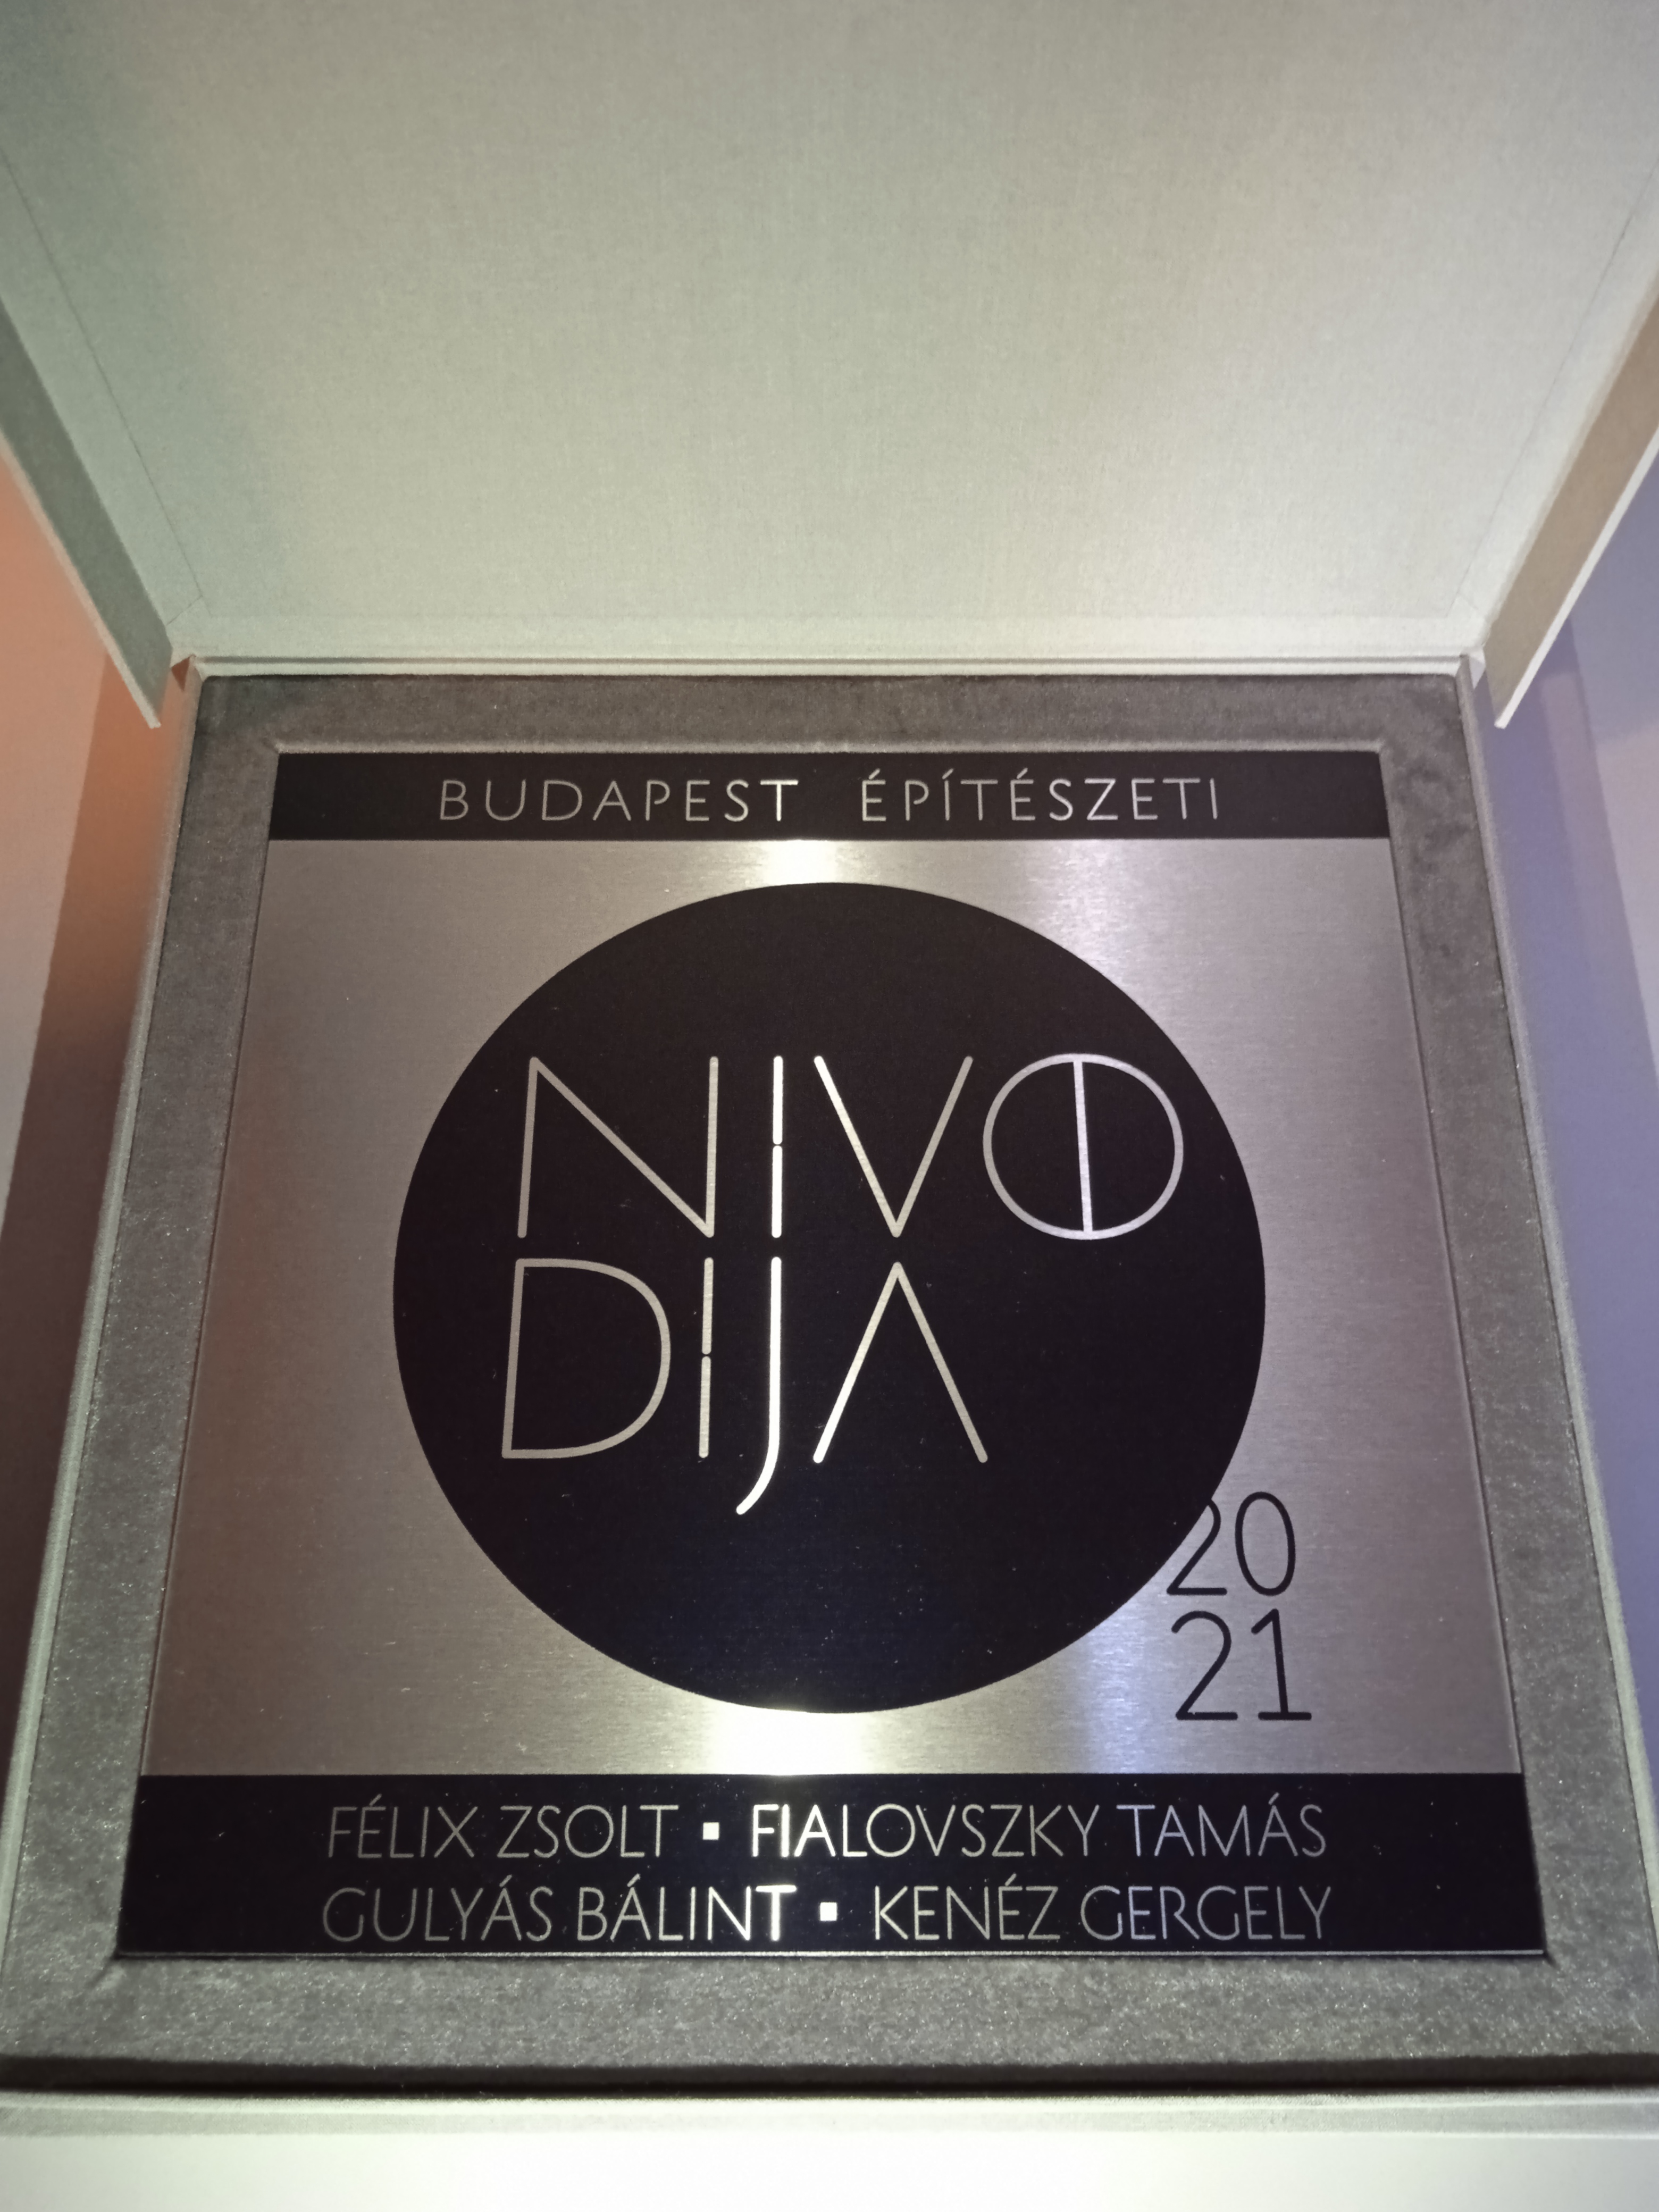 BUDAPEST ÉPÍTÉSZETI
NIVO
DIJA
20
21
FÉLIX ZSOLT ▪ FIALOVSZKY TAMÁS
GULYÁS BÁLINT ▪ KENÉZ GERGELY